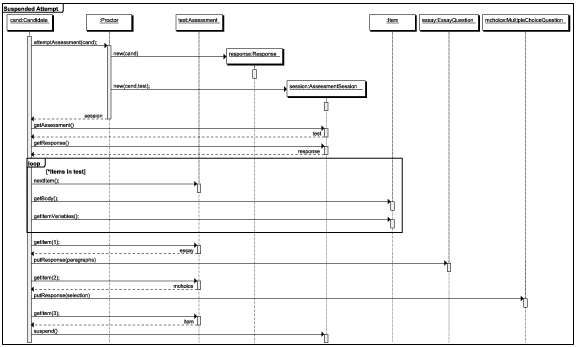 Suspended Attempt
cand:Candidate
:Proctor
test:Assessment
:Item
essay:EssayQuestion
mchoice:MultipleChoiceQuestion
attemptAssessment(cand);
new(cand)
response:Response
new(cand,test);
session:AssessmentSession
session
getAssessment()
test
getResponse()
response
loop
[*items in test]
nextItem();
getBody();
getItemVariables();
getItem(1);
essay
putResponse(paragraphs)
getItem(2);
mchoice
putResponse(selection)
getItem(3);
item
suspend()